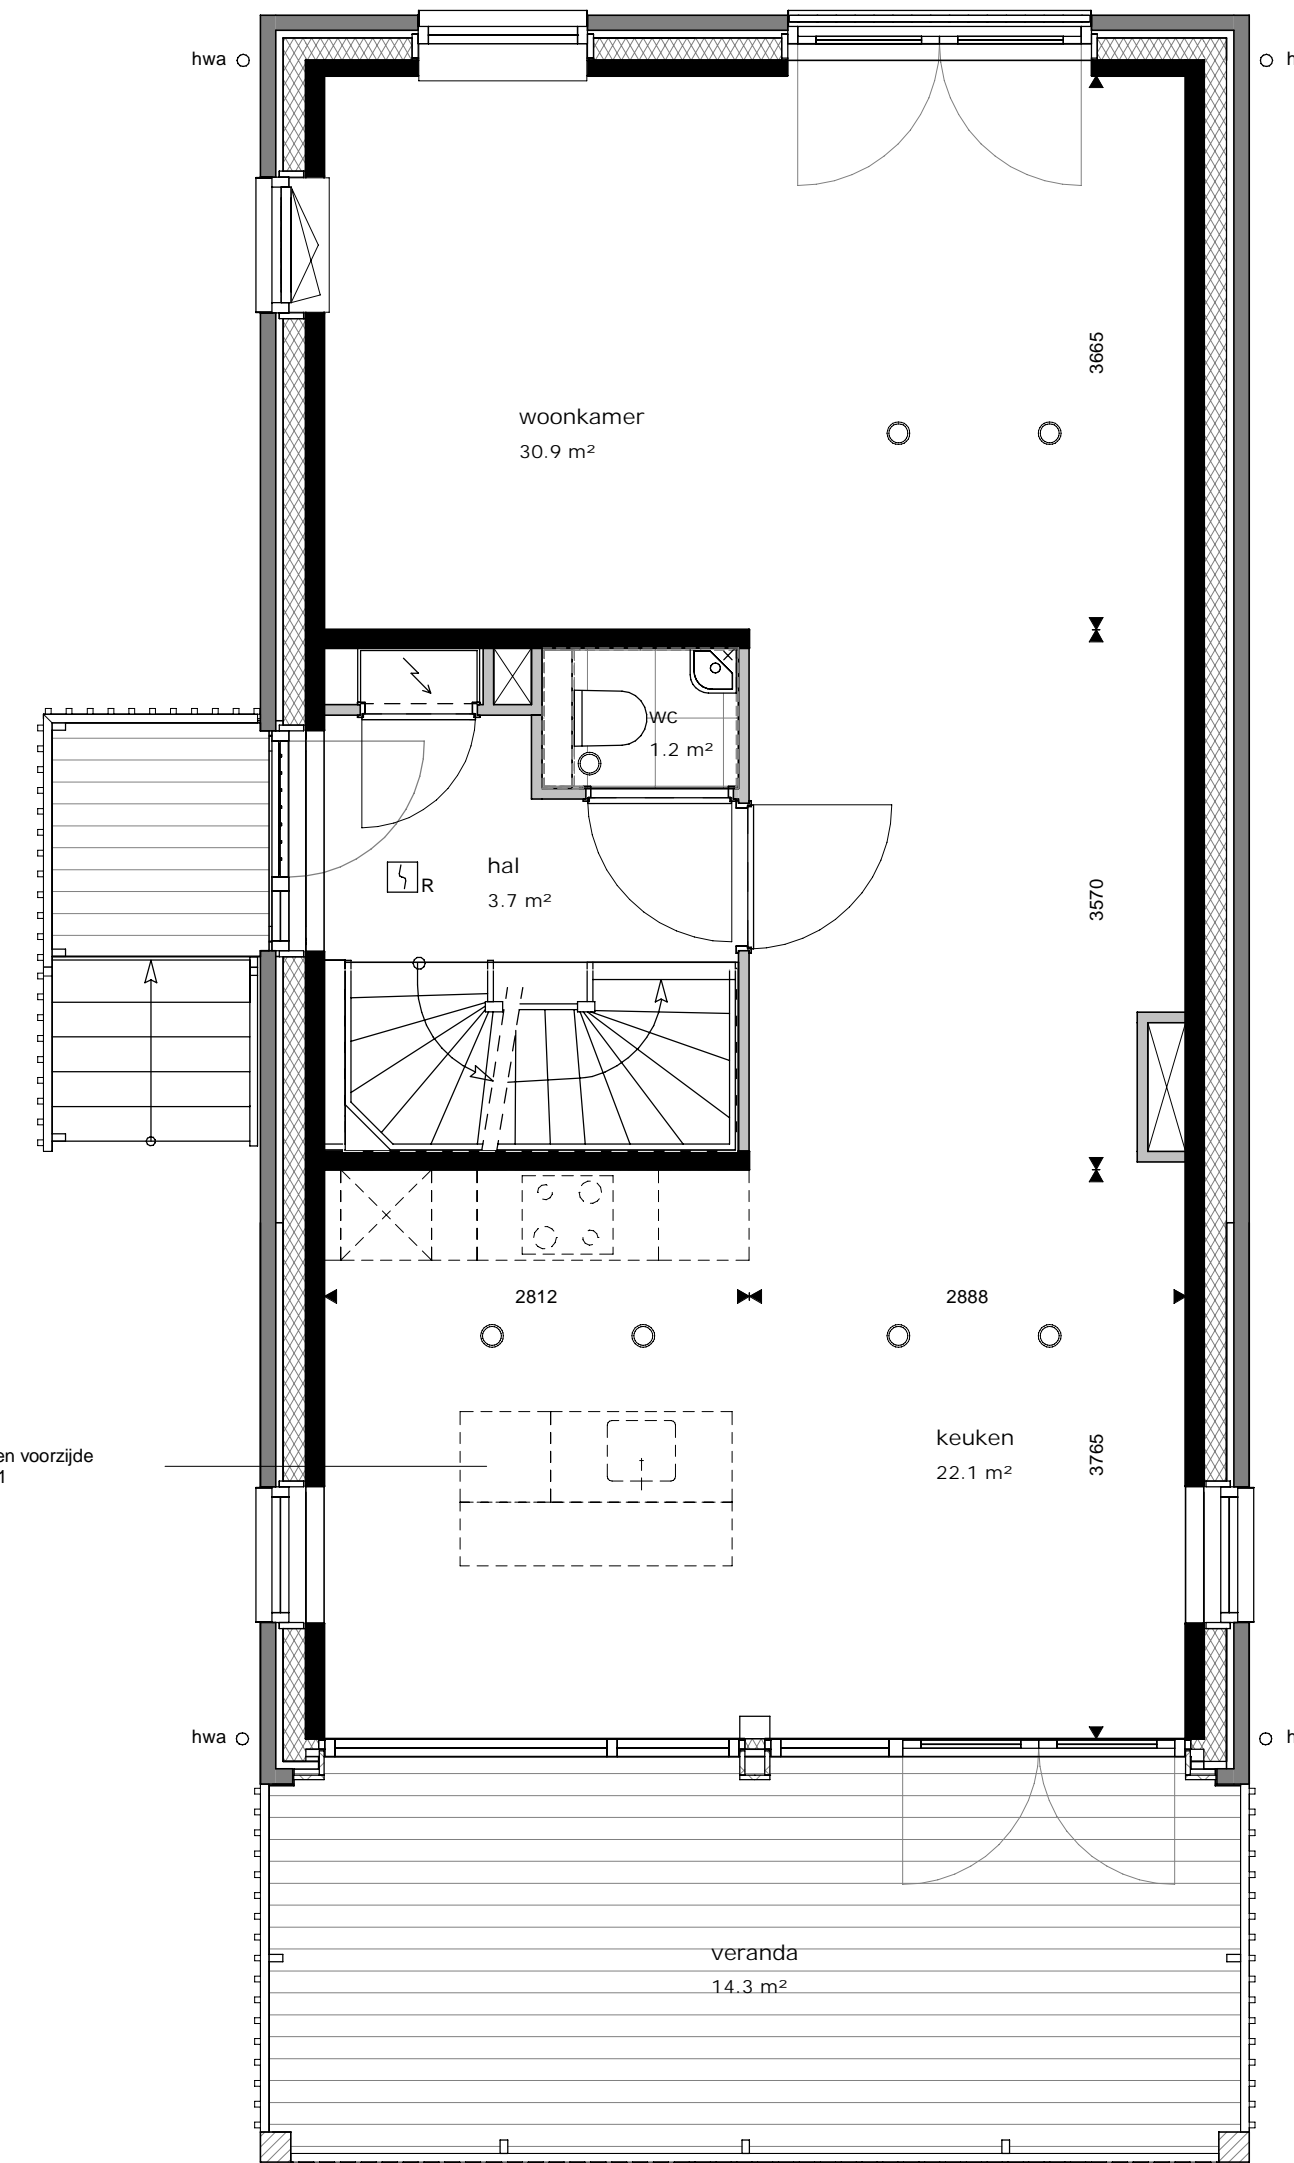 hwa
h
3665
woonkamer
30.9 m²
wc
1.2 m²
hal
3.7 m²
R
3570
2812
2888
keuken
22.1 m²
3765
en voorzijde
1
hwa
h
veranda
14.3 m²